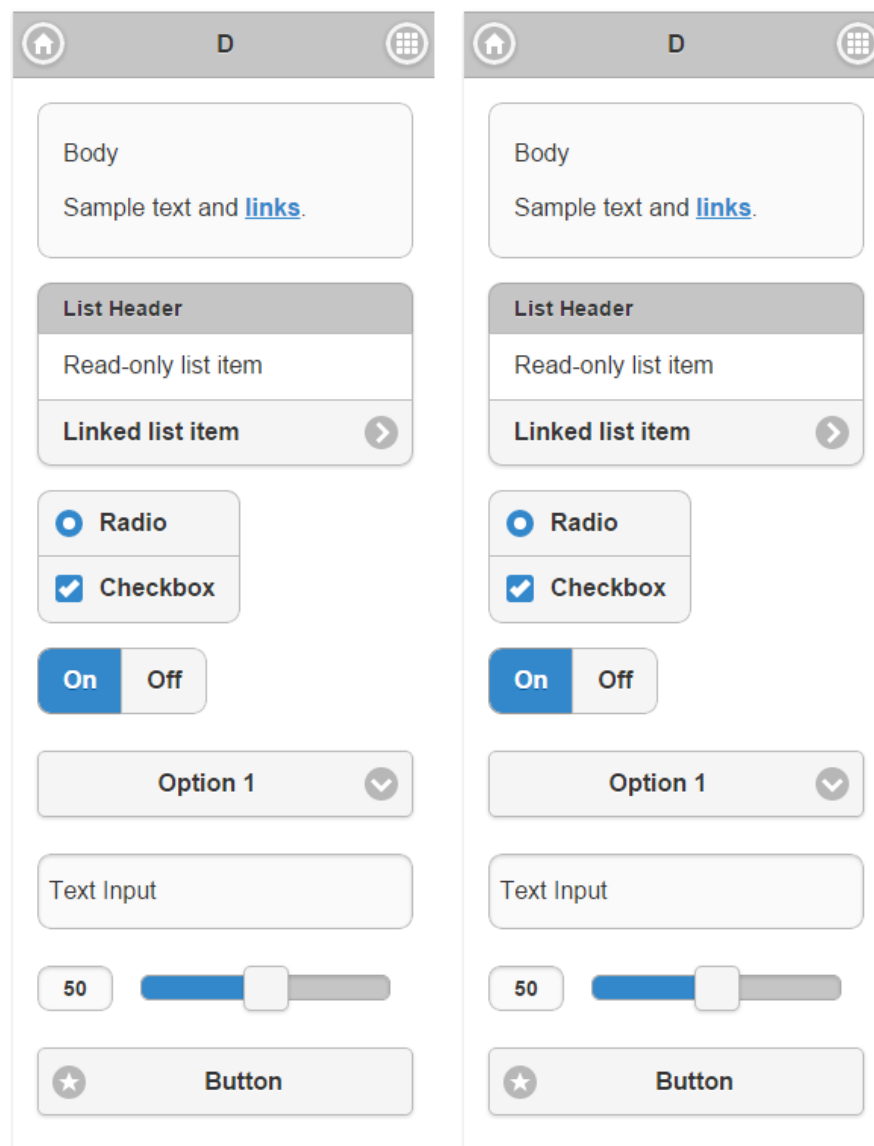 D
Body
Sample text and links.
List Header
Read-only list item
Linked list item
Radio
Checkbox
On Off
Option 1
Text Input
50
Button
D
Body
Sample text and links.
List Header
Read-only list item
Linked list item
Radio
Checkbox
On Off
Option 1
Text Input
50
Button